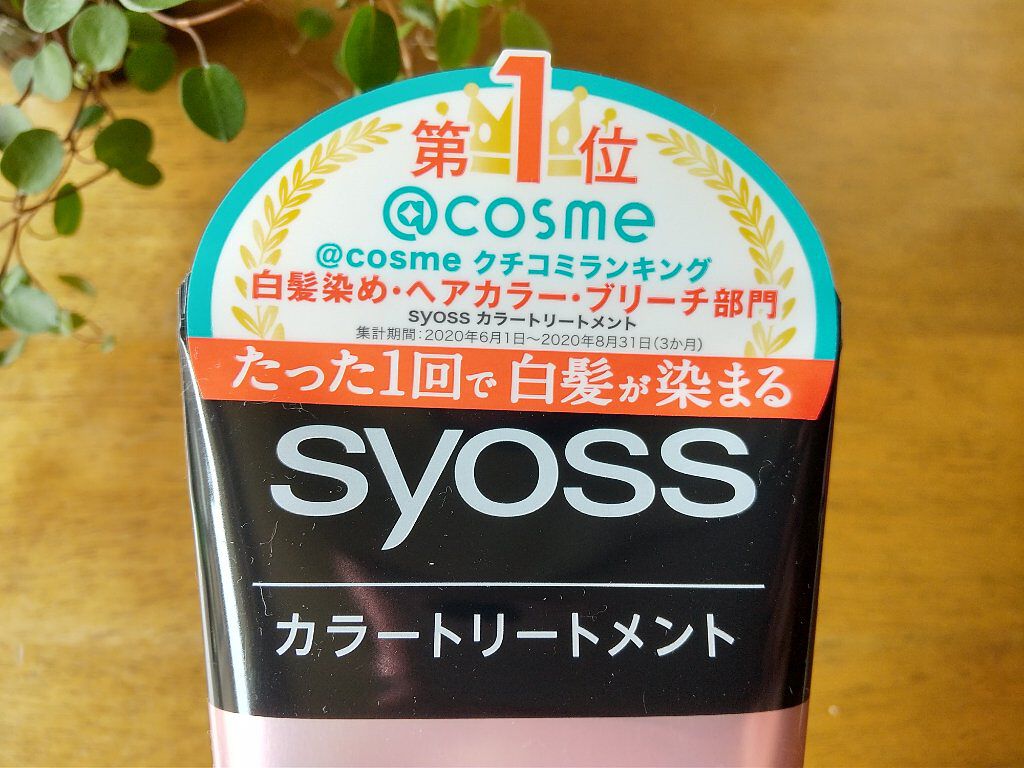 第1位
@cosme
@cosme クチコミランキング
白髪染め・ヘアカラー・ブリーチ部門
syoss カラートリートメント
集計期間：2020年6月1日～2020年8月31日(3か月)
たった1回で白髪が染まる
syoss
カラートリートメント